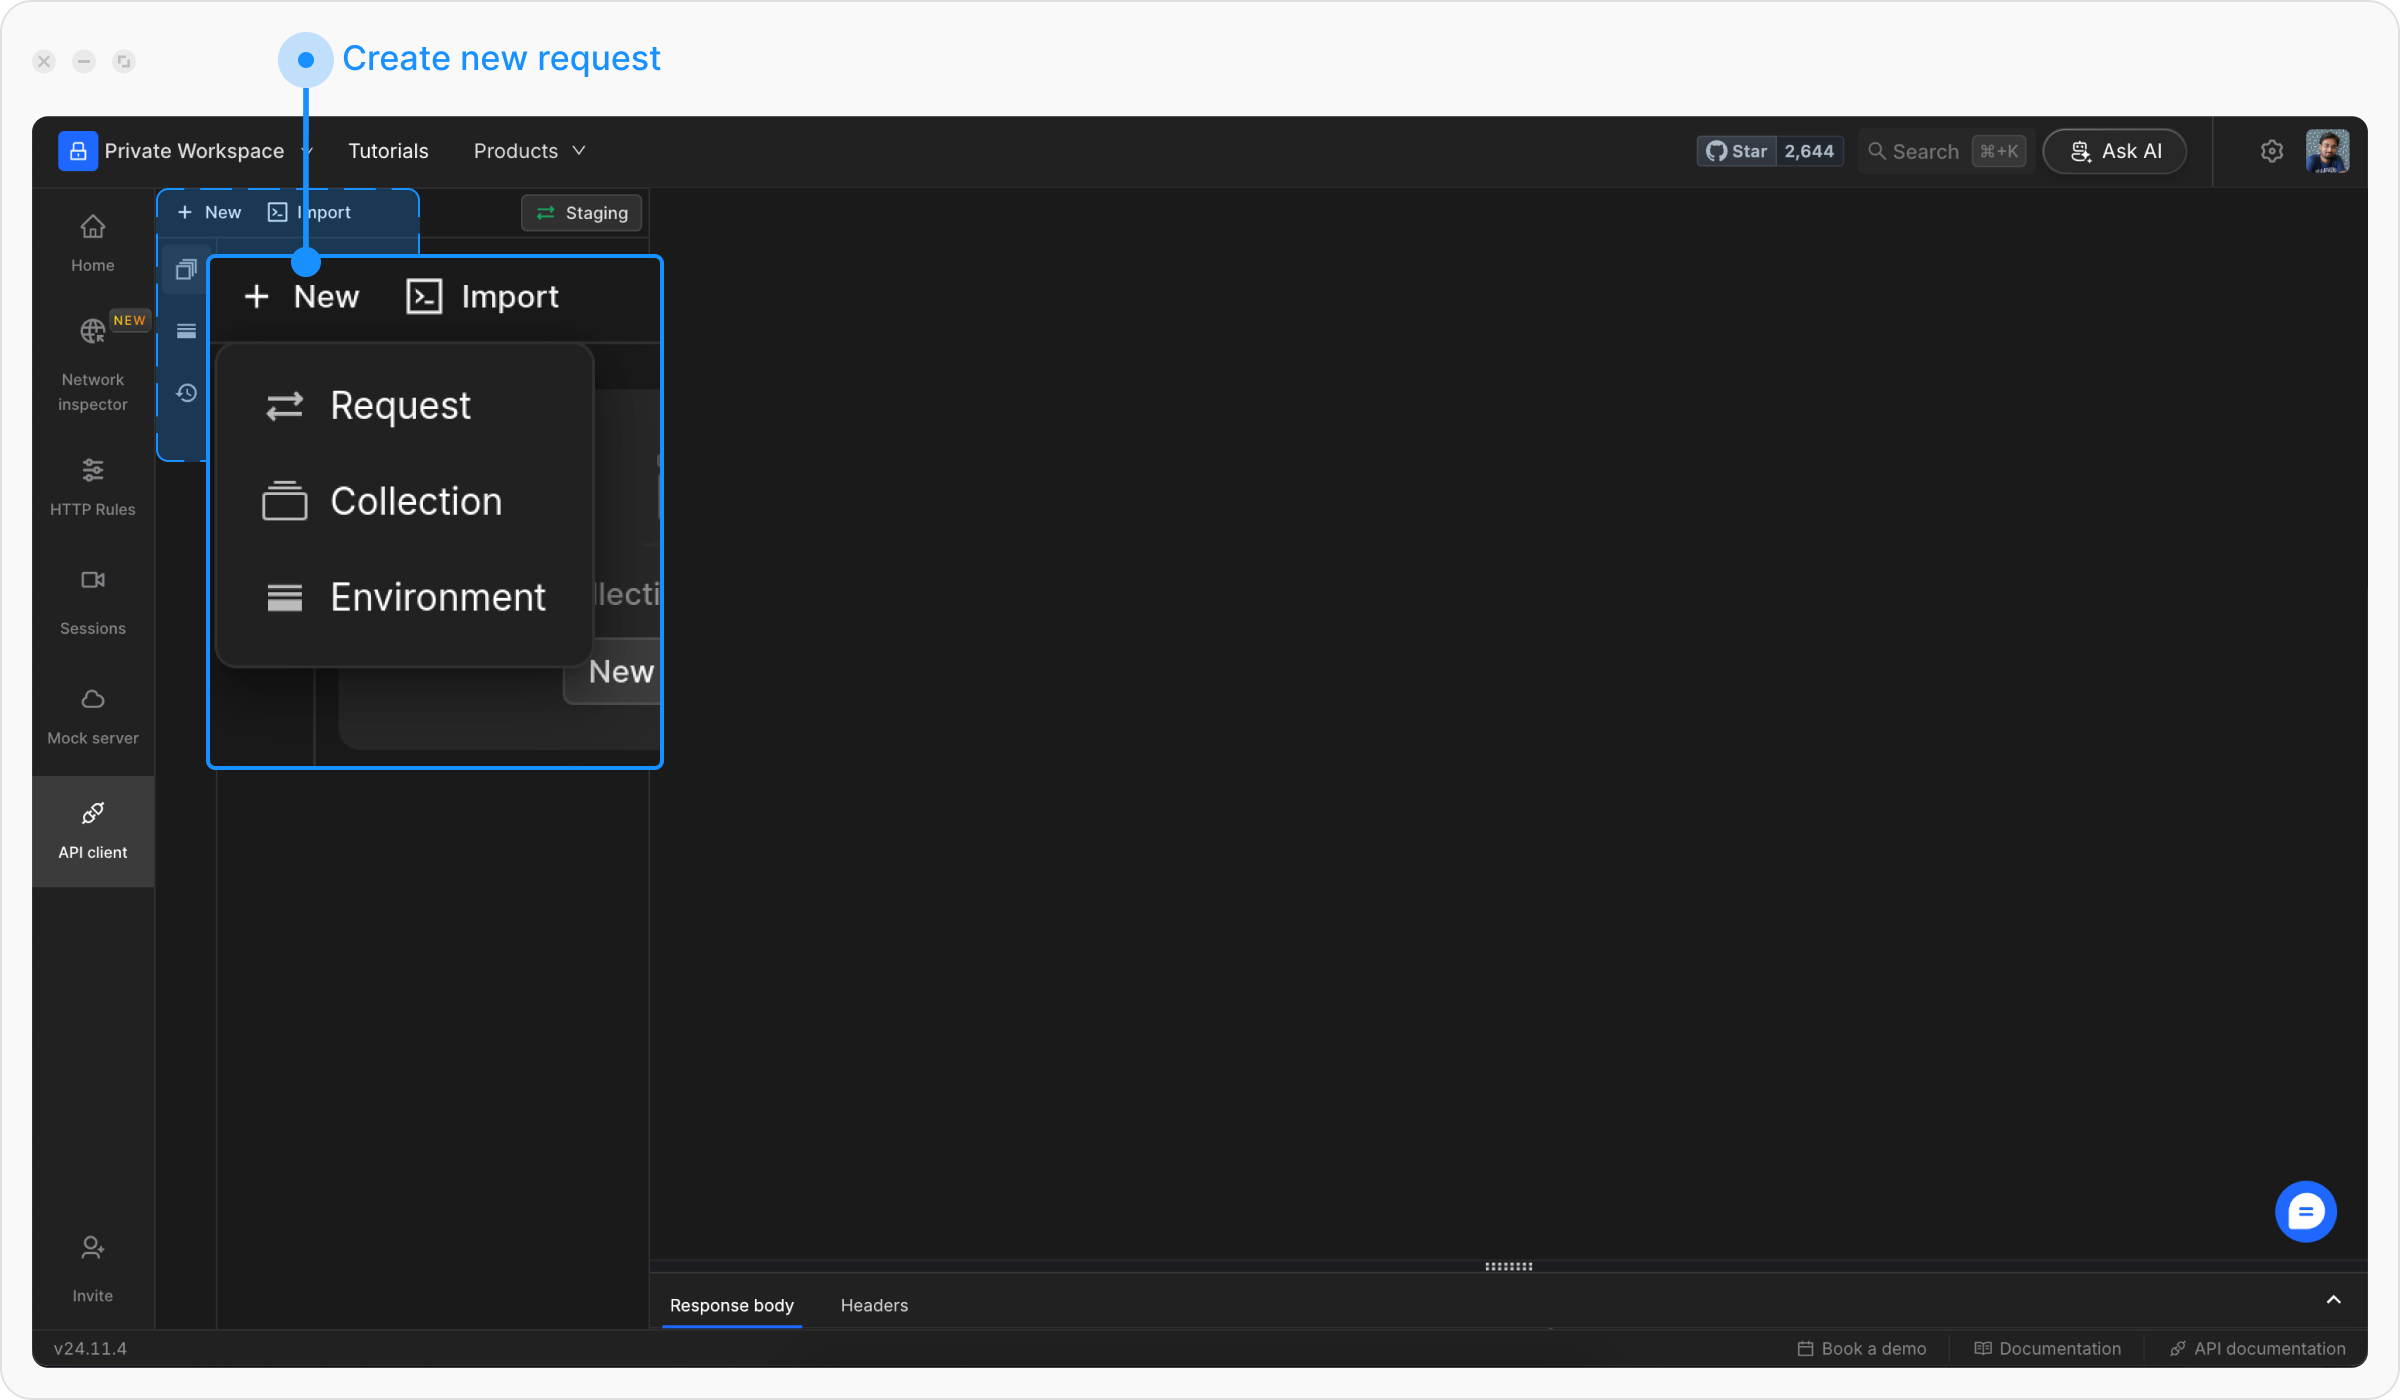 Create new request
Private Workspace
Tutorials
Products
Star 2,644
Search ⌘+K
Ask AI
+ New
Import
Staging
Home
NEW
Network
inspector
HTTP Rules
Sessions
Mock server
API client
Invite
+ New
Import
Request
Collection
Environment
llecti
New
Response body
Headers
v24.11.4
Book a demo
Documentation
API documentation